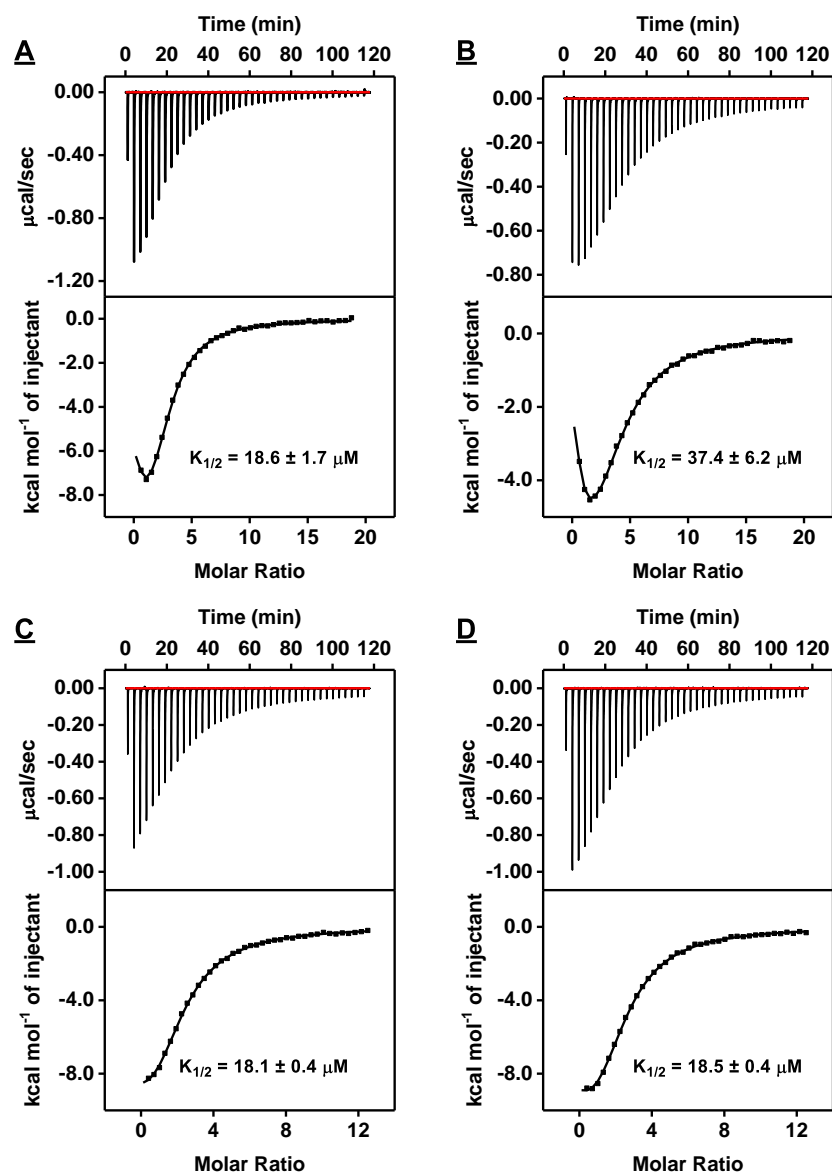 A
Time (min)
0 20 40 60 80 100 120
0.00
-0.40
-0.80
-1.20
µcal/sec
0.0
-2.0
-4.0
-6.0
-8.0
kcal mol⁻¹ of injectant
K1/2 = 18.6 ± 1.7 µM
0 5 10 15 20
Molar Ratio
B
Time (min)
0 20 40 60 80 100 120
0.00
-0.20
-0.40
-0.60
-0.80
µcal/sec
0.0
-2.0
-4.0
kcal mol⁻¹ of injectant
K1/2 = 37.4 ± 6.2 µM
0 5 10 15 20
Molar Ratio
C
Time (min)
0 20 40 60 80 100 120
0.00
-0.20
-0.40
-0.60
-0.80
-1.00
µcal/sec
0.0
-4.0
-8.0
kcal mol⁻¹ of injectant
K1/2 = 18.1 ± 0.4 µM
0 4 8 12
Molar Ratio
D
Time (min)
0 20 40 60 80 100 120
0.00
-0.20
-0.40
-0.60
-0.80
-1.00
µcal/sec
0.0
-4.0
-8.0
kcal mol⁻¹ of injectant
K1/2 = 18.5 ± 0.4 µM
0 4 8 12
Molar Ratio